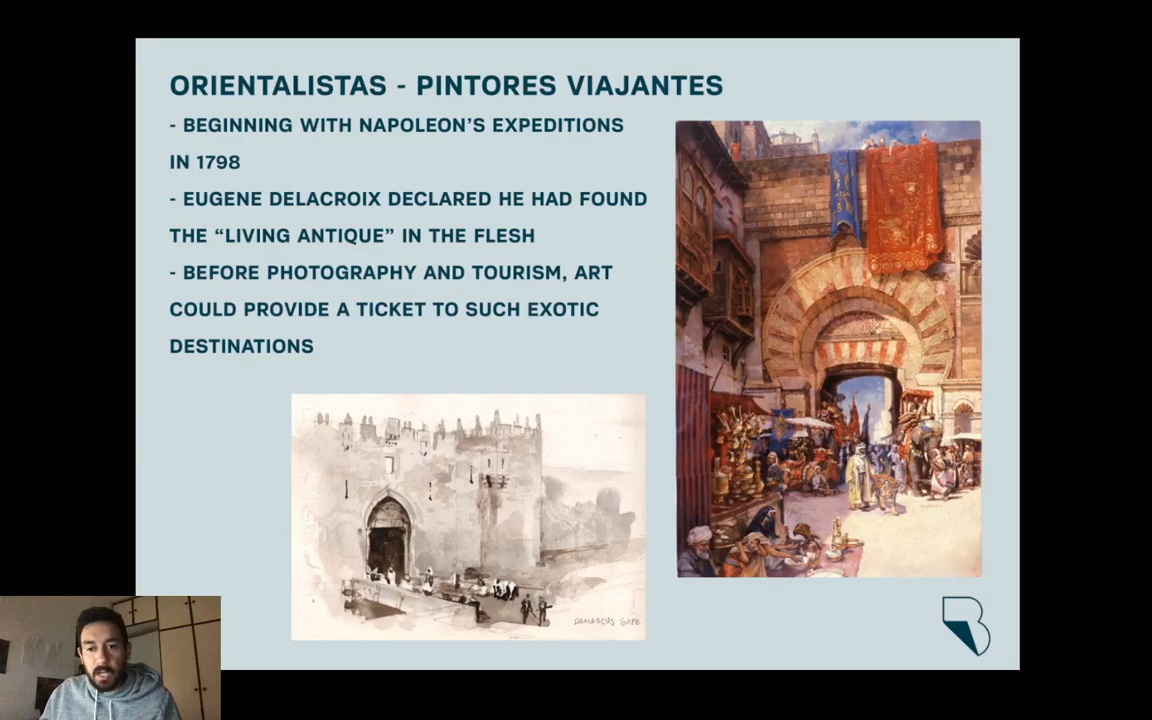 ORIENTALISTAS - PINTORES VIAJANTES
- BEGINNING WITH NAPOLEON’S EXPEDITIONS
IN 1798
- EUGENE DELACROIX DECLARED HE HAD FOUND
THE “LIVING ANTIQUE” IN THE FLESH
- BEFORE PHOTOGRAPHY AND TOURISM, ART
COULD PROVIDE A TICKET TO SUCH EXOTIC
DESTINATIONS
DAMASCUS GATE